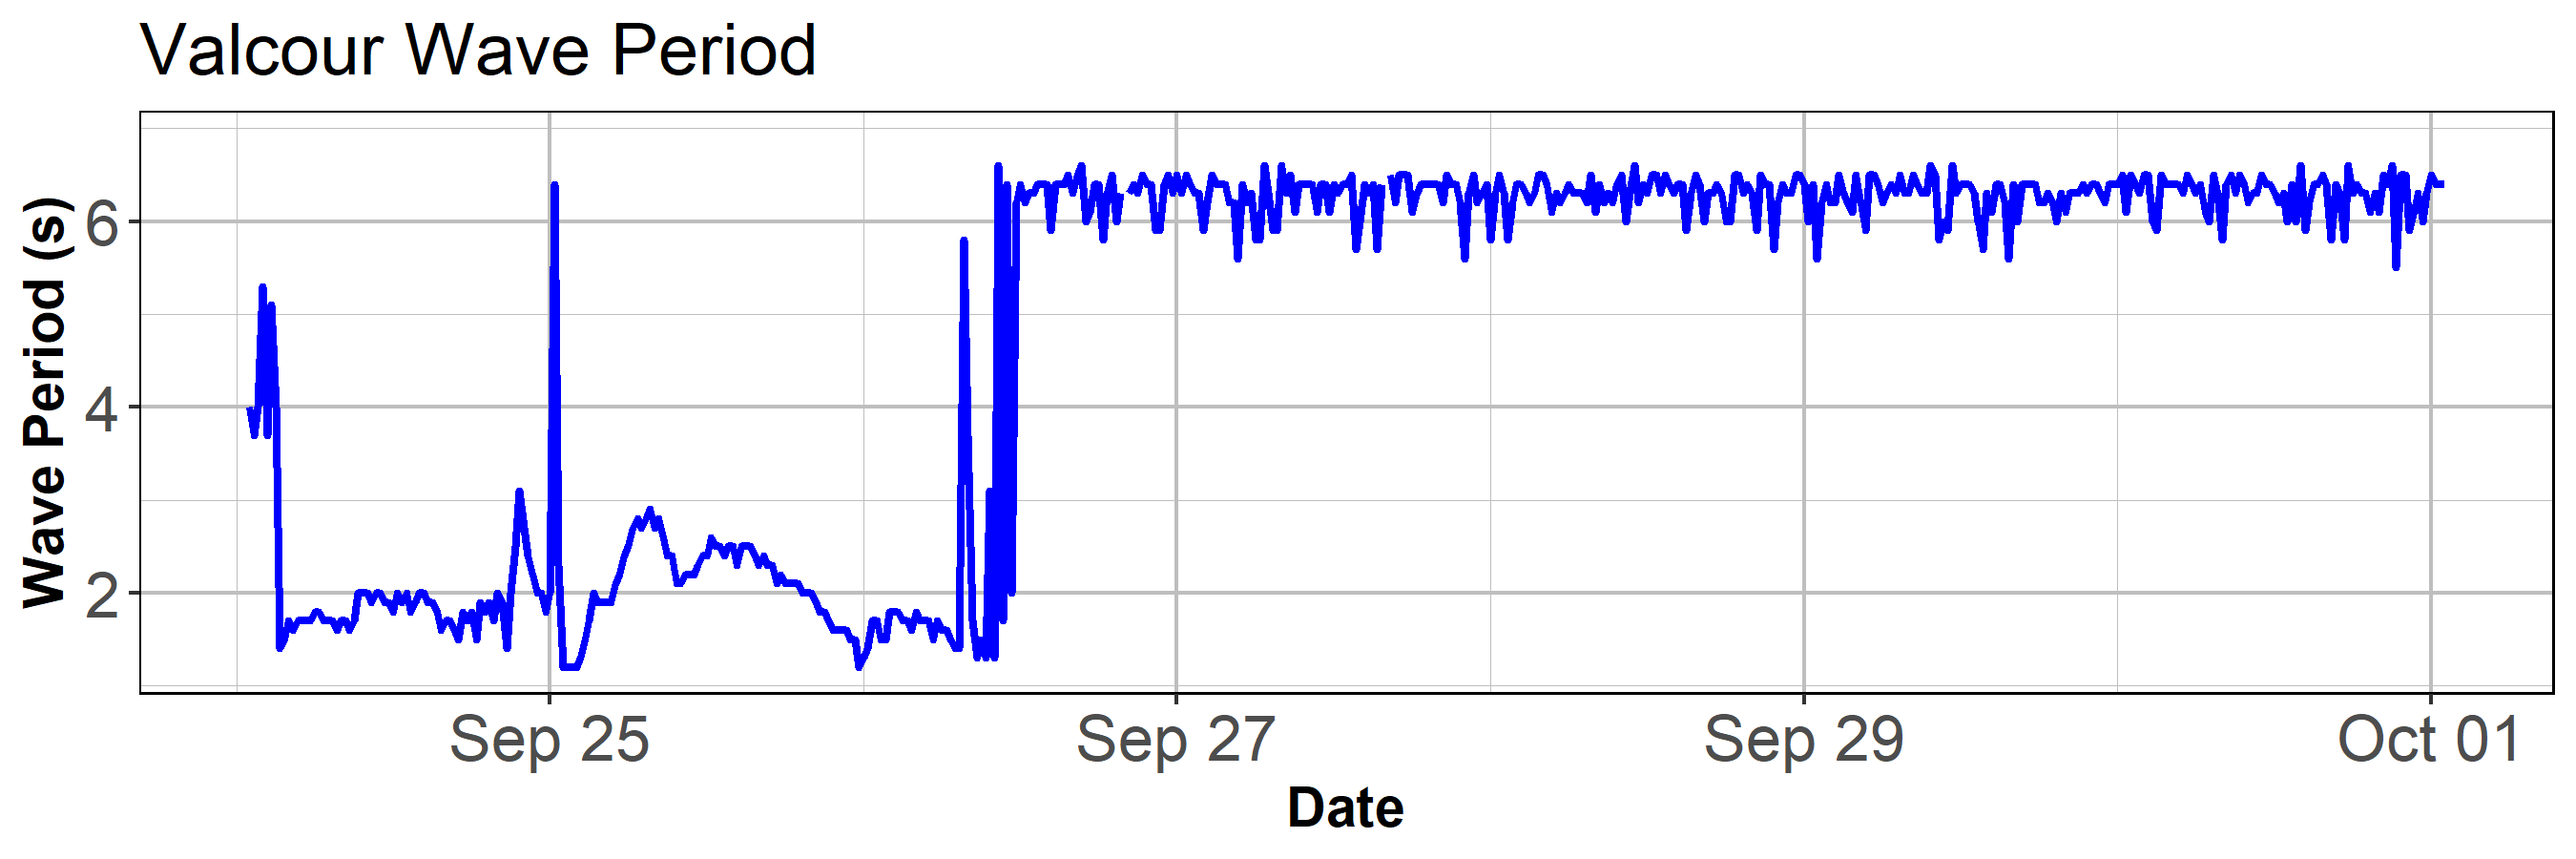 Valcour Wave Period
Wave Period (s)
6
4
2
Sep 25 Sep 27 Sep 29 Oct 01
Date